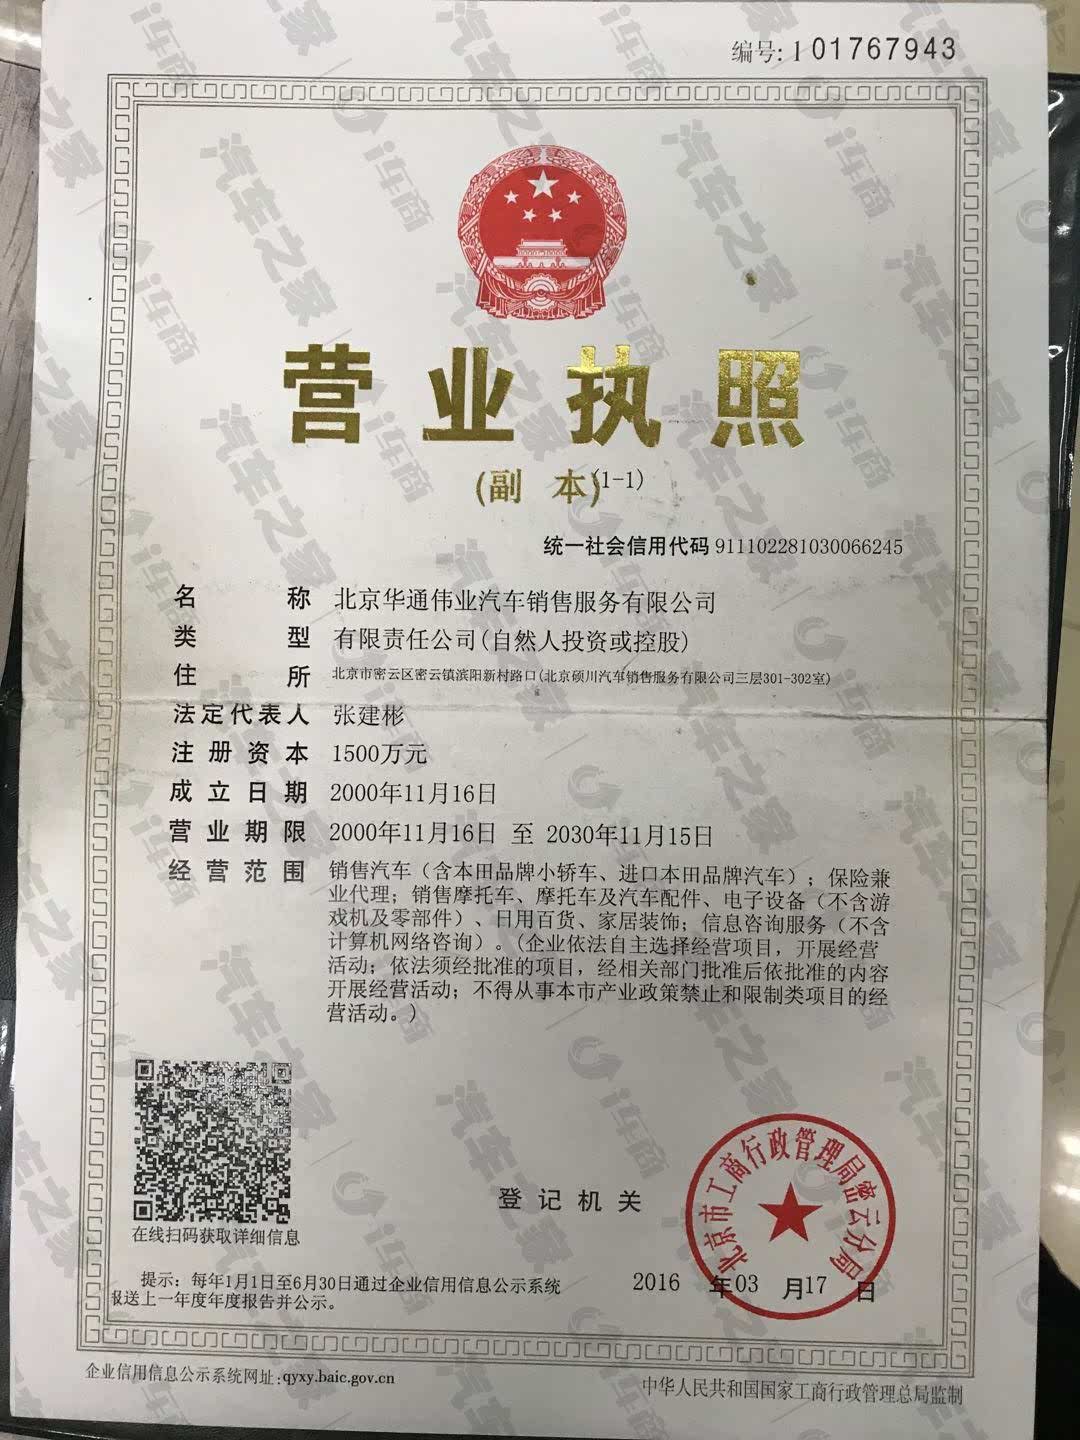 编号: 1 01767943
营业执照
(副 本)(1-1)
统一社会信用代码 911102281030066245
名 称 北京华通伟业汽车销售服务有限公司
类 型 有限责任公司(自然人投资或控股)
住 所 北京市密云区密云镇滨阳新村路口(北京硕川汽车销售服务有限公司三层301-302室)
法定代表人 张建彬
注册资本 1500万元
成立日期 2000年11月16日
营业期限 2000年11月16日 至 2030年11月15日
经营范围 销售汽车（含本田品牌小轿车、进口本田品牌汽车）；保险兼
业代理；销售摩托车、摩托车及汽车配件、电子设备（不含游
戏机及零部件）、日用百货、家居装饰；信息咨询服务（不含
计算机网络咨询）。(企业依法自主选择经营项目，开展经营
活动；依法须经批准的项目，经相关部门批准后依批准的内容
开展经营活动；不得从事本市产业政策禁止和限制类项目的经
营活动。)
在线扫码获取详细信息
登记机关
北京市工商行政管理局密云分局
2016 年03 月17 日
提示：每年1月1日至6月30日通过企业信用信息公示系统
报送上一年度年度报告并公示。
企业信用信息公示系统网址: qyxy.baic.gov.cn
中华人民共和国国家工商行政管理总局监制
汽车之家 | i车商